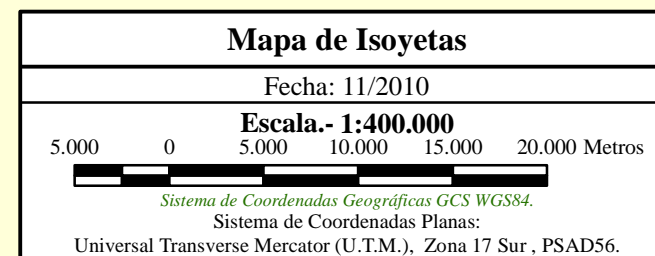 Mapa de Isoyetas
Fecha: 11/2010
Escala.- 1:400.000
5.000 0 5.000 10.000 15.000 20.000 Metros
Sistema de Coordenadas Geográficas GCS WGS84.
Sistema de Coordenadas Planas:
Universal Transverse Mercator (U.T.M.), Zona 17 Sur , PSAD56.